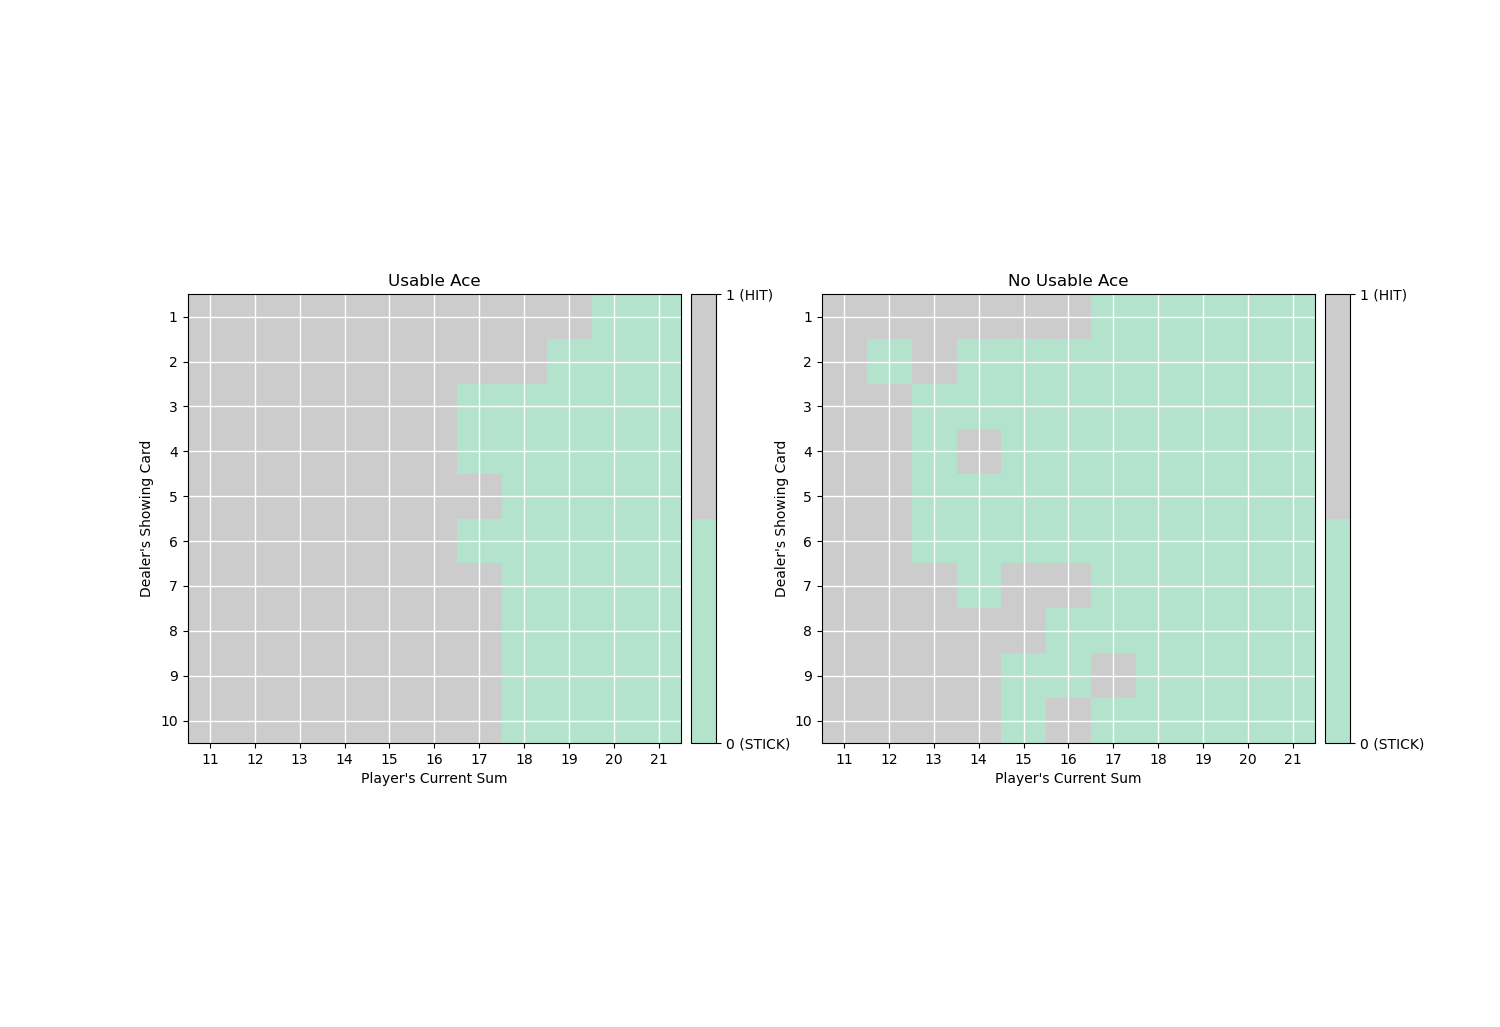 Usable Ace
1
2
3
4
5
6
7
8
9
10
Dealer's Showing Card
11 12 13 14 15 16 17 18 19 20 21
Player's Current Sum
1 (HIT)
0 (STICK)
No Usable Ace
1
2
3
4
5
6
7
8
9
10
Dealer's Showing Card
11 12 13 14 15 16 17 18 19 20 21
Player's Current Sum
1 (HIT)
0 (STICK)